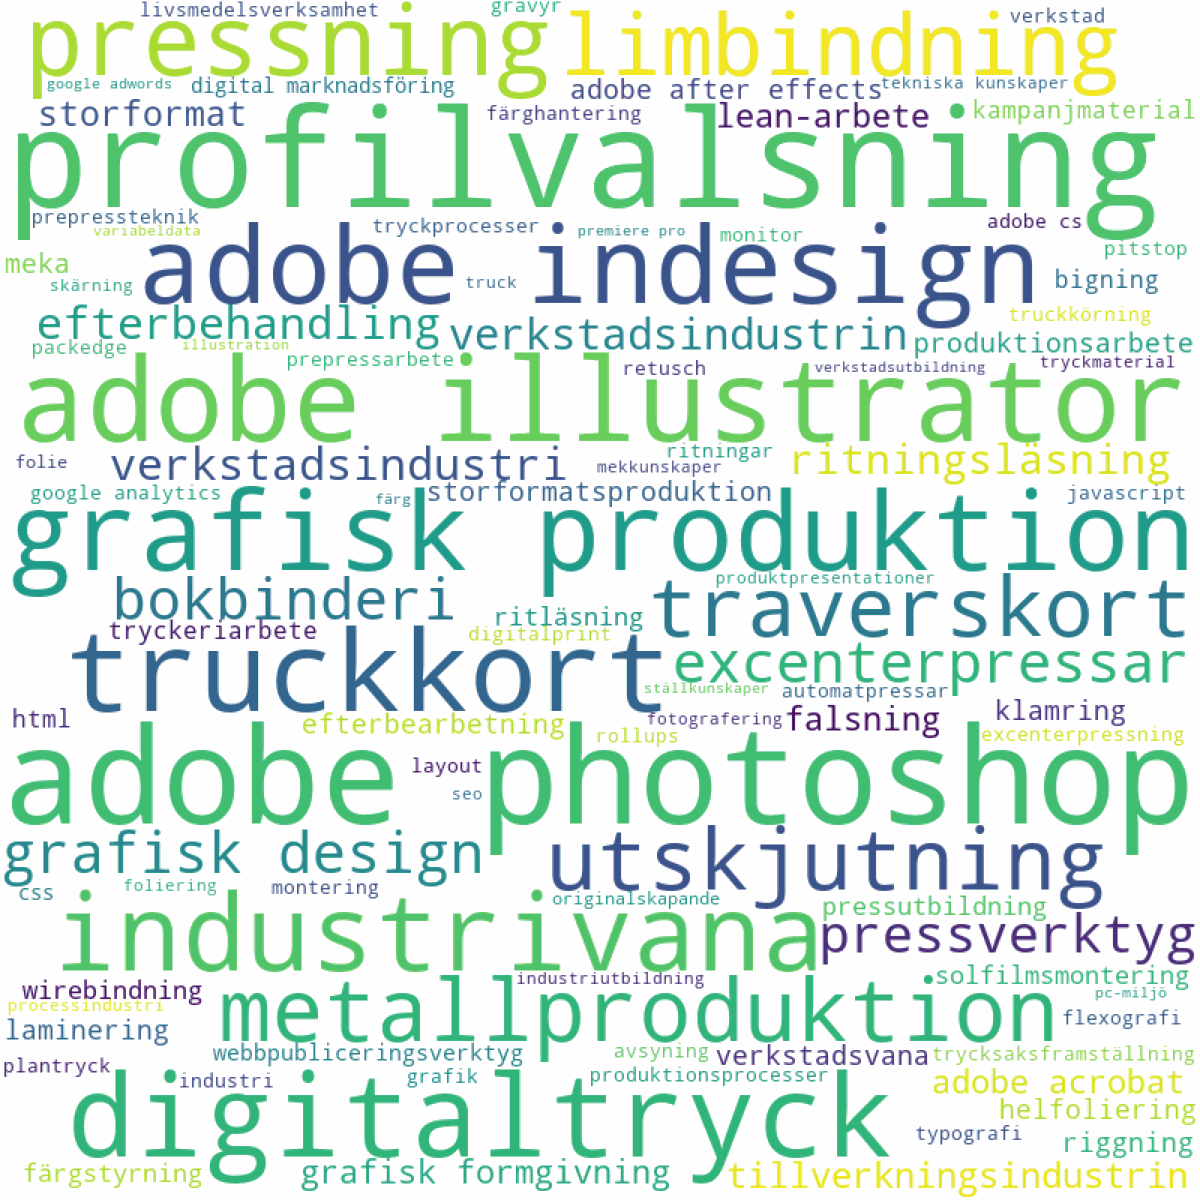 livsmedelsverksamhet gravyr verkstad
pressning limbindning
google adwords digital marknadsföring adobe after effects tekniska kunskaper
storformat färghantering lean-arbete kampanjmaterial
profilvalsning
prepressteknik tryckprocesser adobe cs
variabeldata premiere pro monitor pitstop
meka adobe indesign bigning
skärning truck
efterbehandling verkstadsindustrin truckkörning
packedge illustration prepressarbete produktionsarbete
retusch verkstadsutbildning tryckmaterial
adobe illustrator
folie verkstadsindustri mekkunskaper ritningar ritningsläsning
google analytics färg storformatsproduktion javascript
grafisk produktion
produktpresentationer
bokbinderi ritläsning traverskort
tryckeriarbete digitalprint
truckkort excenterpressar
ställkunskaper automatpressar
html efterbearbetning fotografering falsning klamring
rollups excenterpressning
adobe photoshop
layout
seo
grafisk design utskjutning
css foliering montering originalskapande
industrivana pressutbildning
pressverktyg
wirebindning industriutbildning solfilmsmontering
processindustri metallproduktion pc-miljö
laminering flexografi
plantryck webbpubliceringsverktyg avsyning verkstadsvana trycksaksframställning
industri grafik produktionsprocesser adobe acrobat
digitaltryck helfoliering
typografi riggning
färgstyrning grafisk formgivning tillverkningsindustrin